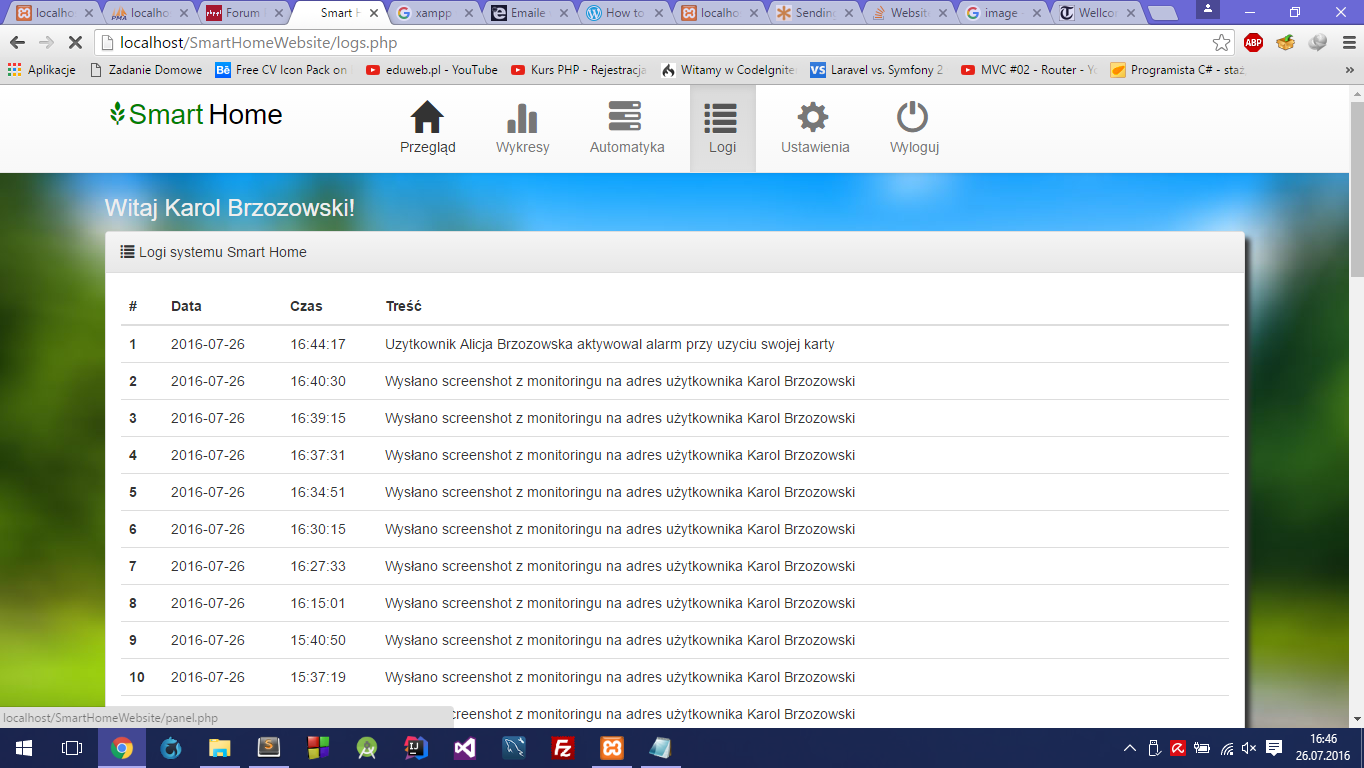 localho
localho
Forum
Smart H
xampp
Emaile
How to
localho
Sending
Website
image
Wellcon
localhost/SmartHomeWebsite/logs.php
ABP
Aplikacje
Zadanie Domowe
Bē Free CV Icon Pack on
eduweb.pl - YouTube
Kurs PHP - Rejestracja
Witamy w CodeIgnite
VS Laravel vs. Symfony 2
MVC #02 - Router - Yo
Programista C# - staż
»
Smart Home
Przegląd
Wykresy
Automatyka
Logi
Ustawienia
Wyloguj
Witaj Karol Brzozowski!
Logi systemu Smart Home
# Data Czas Treść
1 2016-07-26 16:44:17 Uzytkownik Alicja Brzozowska aktywowal alarm przy uzyciu swojej karty
2 2016-07-26 16:40:30 Wysłano screenshot z monitoringu na adres użytkownika Karol Brzozowski
3 2016-07-26 16:39:15 Wysłano screenshot z monitoringu na adres użytkownika Karol Brzozowski
4 2016-07-26 16:37:31 Wysłano screenshot z monitoringu na adres użytkownika Karol Brzozowski
5 2016-07-26 16:34:51 Wysłano screenshot z monitoringu na adres użytkownika Karol Brzozowski
6 2016-07-26 16:30:15 Wysłano screenshot z monitoringu na adres użytkownika Karol Brzozowski
7 2016-07-26 16:27:33 Wysłano screenshot z monitoringu na adres użytkownika Karol Brzozowski
8 2016-07-26 16:15:01 Wysłano screenshot z monitoringu na adres użytkownika Karol Brzozowski
9 2016-07-26 15:40:50 Wysłano screenshot z monitoringu na adres użytkownika Karol Brzozowski
10 2016-07-26 15:37:19 Wysłano screenshot z monitoringu na adres użytkownika Karol Brzozowski
creenshot z monitoringu na adres użytkownika Karol Brzozowski
localhost/SmartHomeWebsite/panel.php
16:46
26.07.2016